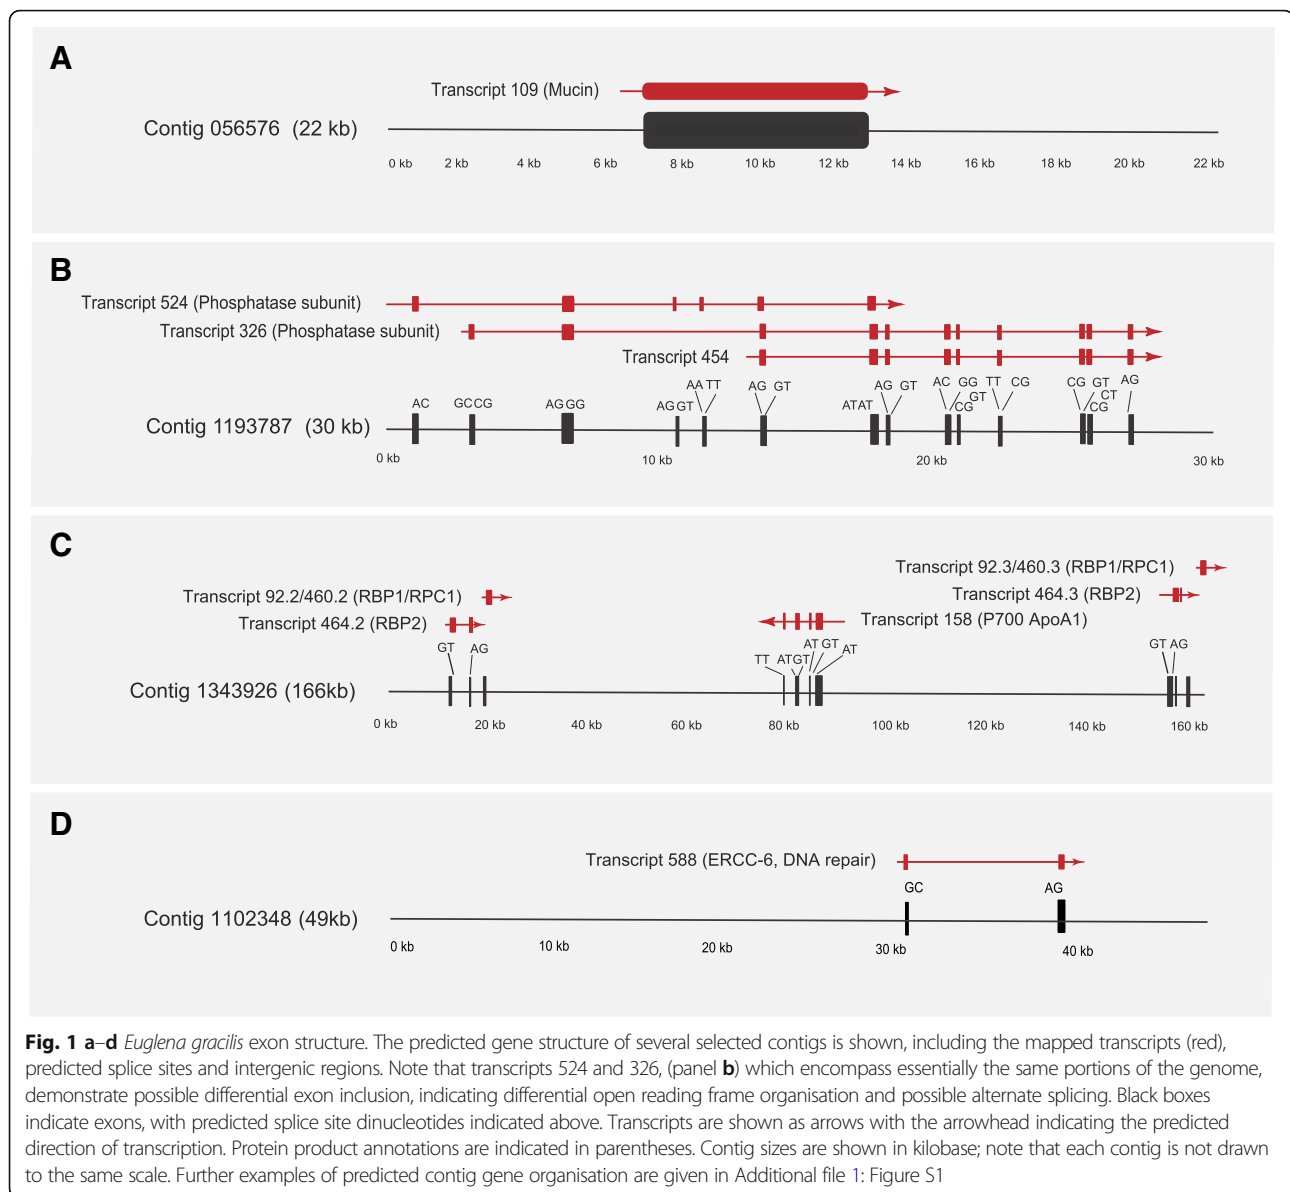 A
Transcript 109 (Mucin)
Contig 056576 (22 kb)
0 kb 2 kb 4 kb 6 kb 8 kb 10 kb 12 kb 14 kb 16 kb 18 kb 20 kb 22 kb
B
Transcript 524 (Phosphatase subunit)
Transcript 326 (Phosphatase subunit)
Transcript 454
AC GCCG AGGG AGGT AA TT AG GT ATAT AG GT AC GG GT CG TT CG CG GT CT CG AG
Contig 1193787 (30 kb)
0 kb 10 kb 20 kb 30 kb
C
Transcript 92.3/460.3 (RBP1/RPC1)
Transcript 464.3 (RBP2)
Transcript 92.2/460.2 (RBP1/RPC1)
Transcript 464.2 (RBP2)
Transcript 158 (P700 ApoA1)
GT AG TT ATGT AT GT AT GT AG
Contig 1343926 (166kb)
0 kb 20 kb 40 kb 60 kb 80 kb 100 kb 120 kb 140 kb 160 kb
D
Transcript 588 (ERCC-6, DNA repair)
GC AG
Contig 1102348 (49kb)
0 kb 10 kb 20 kb 30 kb 40 kb
Fig. 1 a–d Euglena gracilis exon structure. The predicted gene structure of several selected contigs is shown, including the mapped transcripts (red),
predicted splice sites and intergenic regions. Note that transcripts 524 and 326, (panel b) which encompass essentially the same portions of the genome,
demonstrate possible differential exon inclusion, indicating differential open reading frame organisation and possible alternate splicing. Black boxes
indicate exons, with predicted splice site dinucleotides indicated above. Transcripts are shown as arrows with the arrowhead indicating the predicted
direction of transcription. Protein product annotations are indicated in parentheses. Contig sizes are shown in kilobase; note that each contig is not drawn
to the same scale. Further examples of predicted contig gene organisation are given in Additional file 1: Figure S1